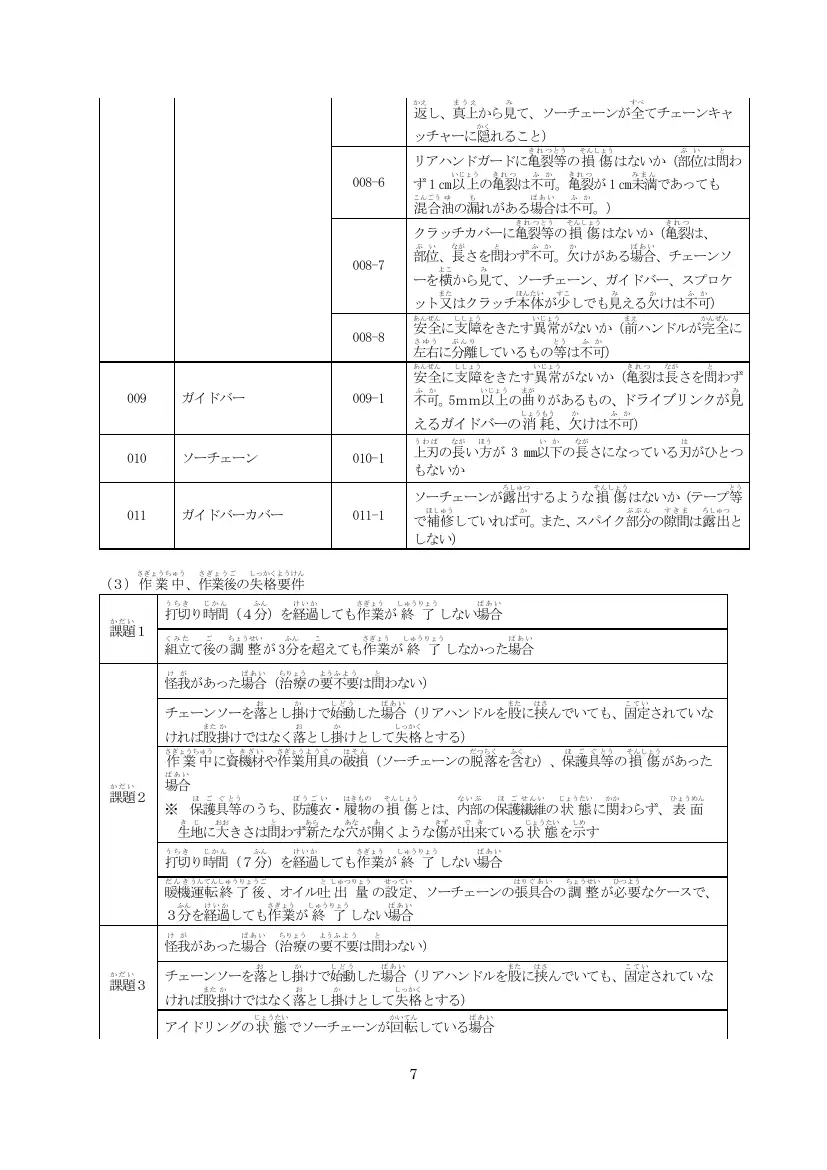 返し、真上から見て、ソーチェーンが全てチェーンキャ
ッチャーに隠れること）
008-6
リアハンドガードに亀裂等の損傷はないか（部位は問わ
ず１㎝以上の亀裂は不可。亀裂が１㎝未満であっても
混合油の漏れがある場合は不可。）
008-7
クラッチカバーに亀裂等の損傷はないか（亀裂は、
部位、長さを問わず不可。欠けがある場合、チェーンソ
ーを横から見て、ソーチェーン、ガイドバー、スプロケ
ット又はクラッチ本体が少しでも見える欠けは不可）
008-8
安全に支障をきたす異常がないか（前ハンドルが完全に
左右に分離しているもの等は不可）
009
ガイドバー
009-1
安全に支障をきたす異常がないか（亀裂は長さを問わず
不可。5ｍｍ以上の曲りがあるもの、ドライブリンクが見
えるガイドバーの消耗、欠けは不可）
010
ソーチェーン
010-1
上刃の長い方が 3 ㎜以下の長さになっている刃がひとつ
もないか
011
ガイドバーカバー
011-1
ソーチェーンが露出するような損傷はないか（テープ等
で補修していれば可。また、スパイク部分の隙間は露出と
しない）
（３）作業中、作業後の失格要件
課題１
打切り時間（４分）を経過しても作業が終了しない場合
組立て後の調整が3分を超えても作業が終了しなかった場合
課題２
怪我があった場合（治療の要不要は問わない）
チェーンソーを落とし掛けで始動した場合（リアハンドルを股に挟んでいても、固定されていな
ければ股掛けではなく落とし掛けとして失格とする）
作業中に資機材や作業用具の破損（ソーチェーンの脱落を含む）、保護具等の損傷があった
場合
※ 保護具等のうち、防護衣・履物の損傷とは、内部の保護繊維の状態に関わらず、表面
生地に大きさは問わず新たな穴が開くような傷が出来ている状態を示す
打切り時間（７分）を経過しても作業が終了しない場合
暖機運転終了後、オイル吐出量の設定、ソーチェーンの張具合の調整が必要なケースで、
３分を経過しても作業が終了しない場合
課題３
怪我があった場合（治療の要不要は問わない）
チェーンソーを落とし掛けで始動した場合（リアハンドルを股に挟んでいても、固定されていな
ければ股掛けではなく落とし掛けとして失格とする）
アイドリングの状態でソーチェーンが回転している場合
7